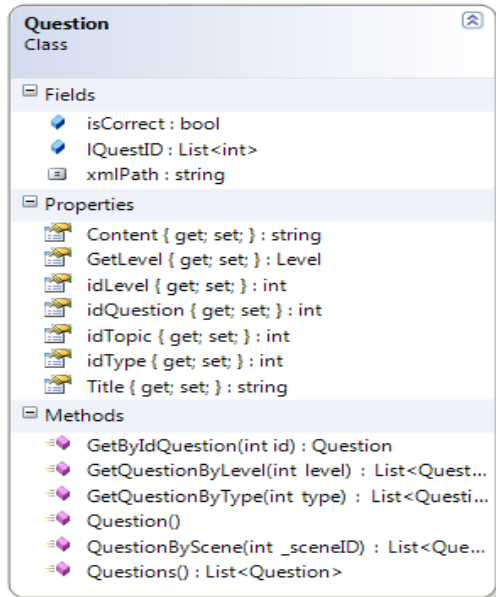 Question
Class
Fields
isCorrect : bool
lQuestID : List<int>
xmlPath : string
Properties
Content { get; set; } : string
GetLevel { get; set; } : Level
idLevel { get; set; } : int
idQuestion { get; set; } : int
idTopic { get; set; } : int
idType { get; set; } : int
Title { get; set; } : string
Methods
GetByIdQuestion(int id) : Question
GetQuestionByLevel(int level) : List<Quest...
GetQuestionByType(int type) : List<Questi...
Question()
QuestionByScene(int _sceneID) : List<Que...
Questions() : List<Question>